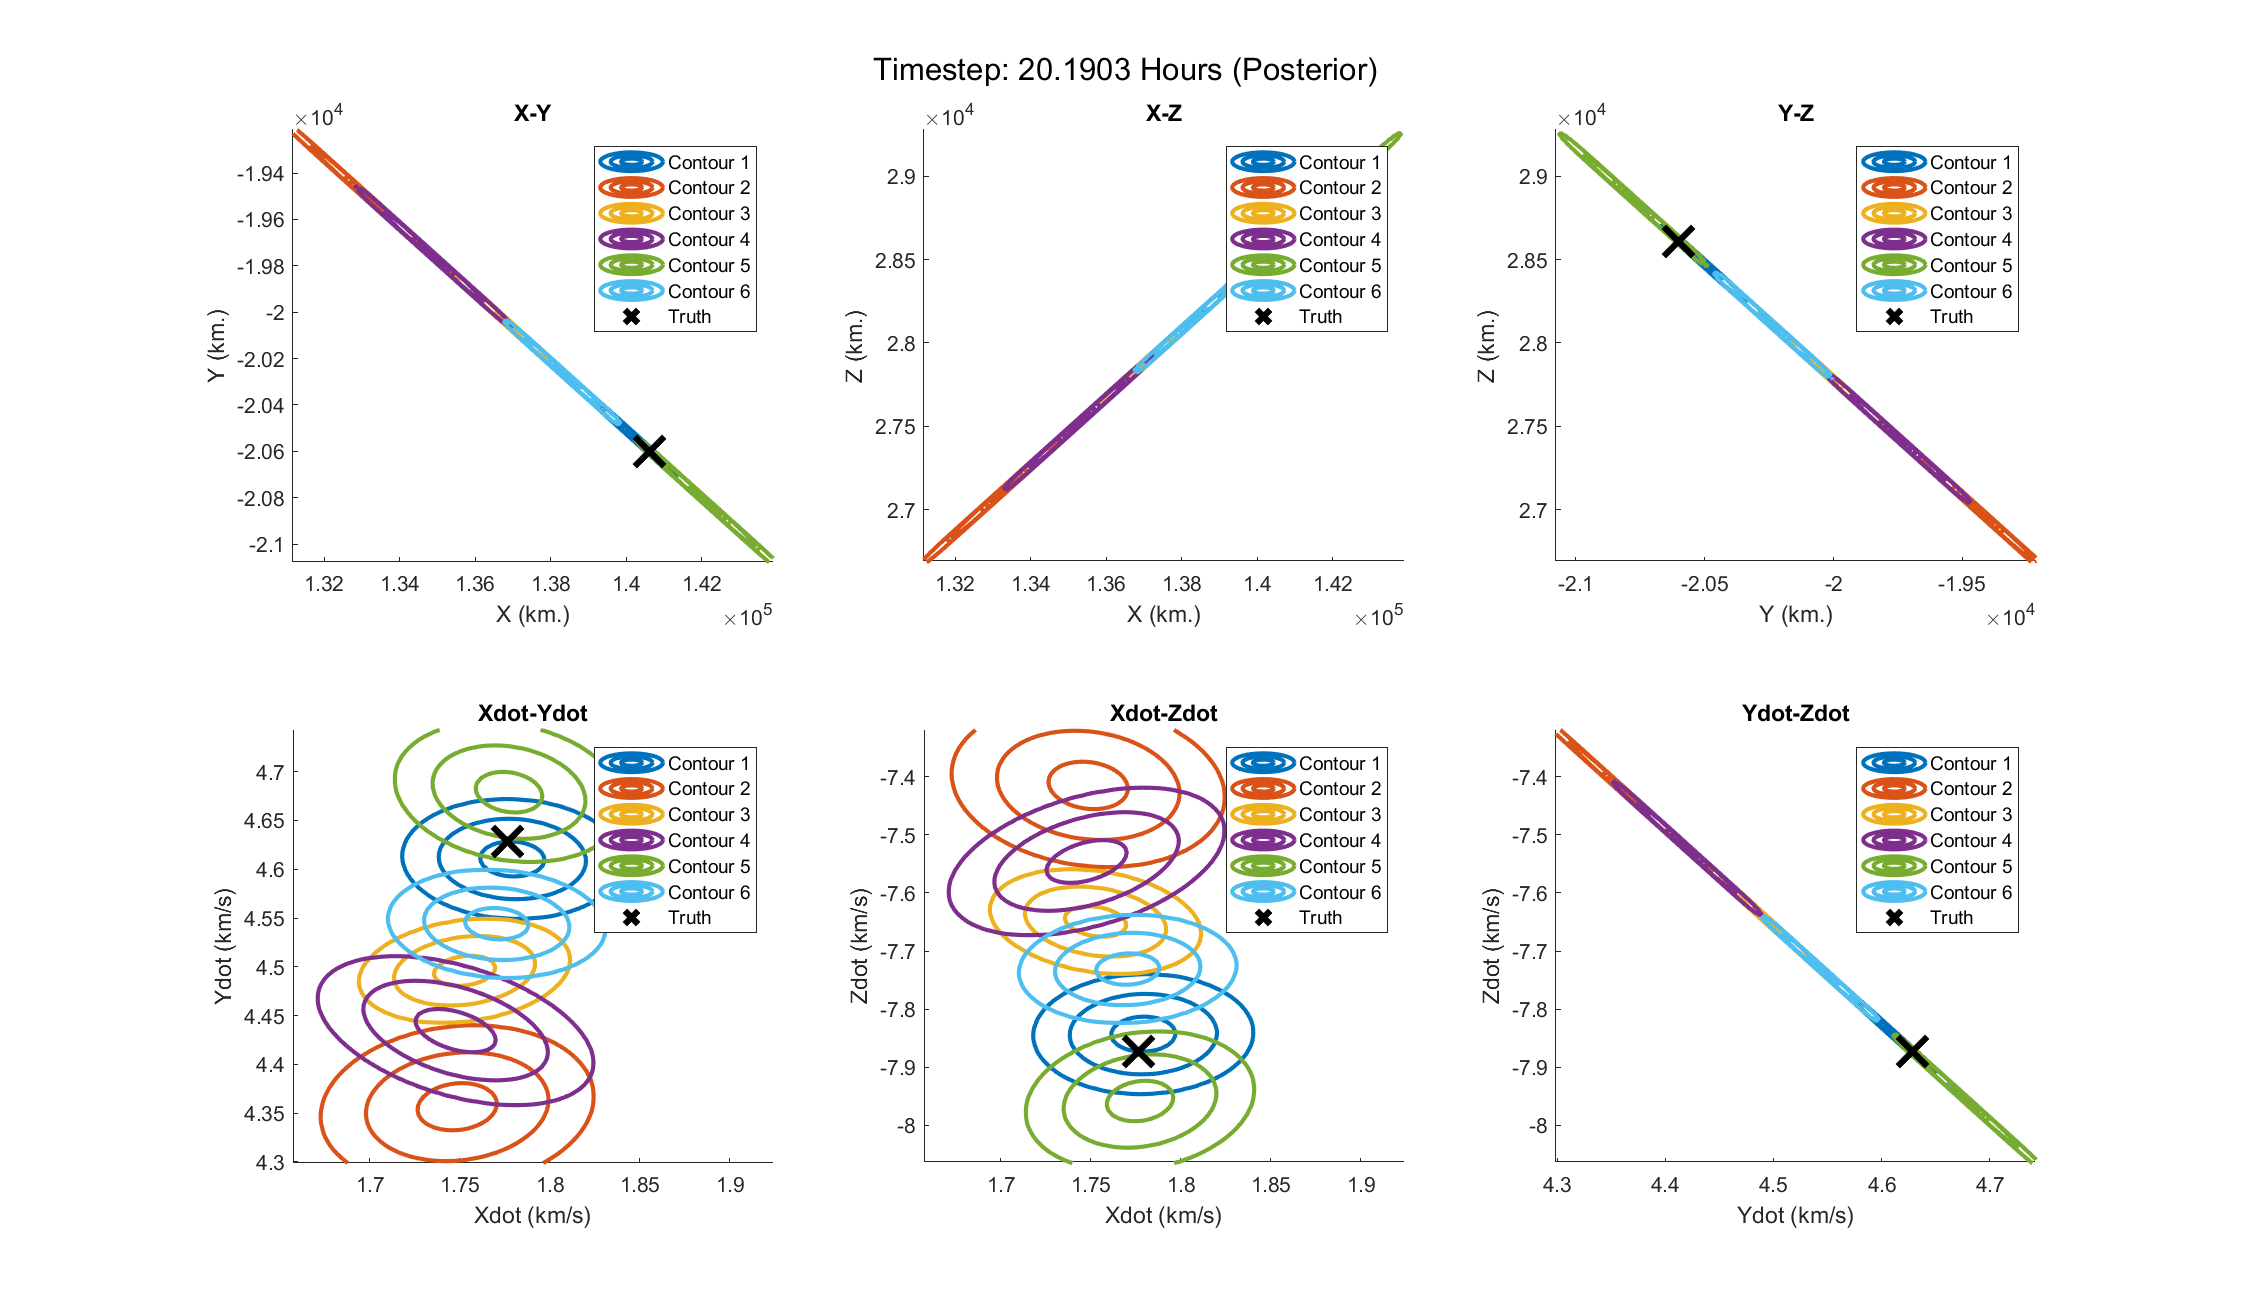 Timestep: 20.1903 Hours (Posterior)
X-Y
×10⁴
-1.94
-1.96
-1.98
-2
-2.02
-2.04
-2.06
-2.08
-2.1
Y (km.)
1.32 1.34 1.36 1.38 1.4 1.42
X (km.)
×10⁵
Contour 1
Contour 2
Contour 3
Contour 4
Contour 5
Contour 6
Truth
X-Z
×10⁴
2.9
2.85
2.8
2.75
2.7
Z (km.)
1.32 1.34 1.36 1.38 1.4 1.42
X (km.)
×10⁵
Contour 1
Contour 2
Contour 3
Contour 4
Contour 5
Contour 6
Truth
Y-Z
×10⁴
2.9
2.85
2.8
2.75
2.7
Z (km.)
-2.1 -2.05 -2 -1.95
Y (km.)
×10⁴
Contour 1
Contour 2
Contour 3
Contour 4
Contour 5
Contour 6
Truth
Xdot-Ydot
4.7
4.65
4.6
4.55
4.5
4.45
4.4
4.35
4.3
Ydot (km/s)
1.7 1.75 1.8 1.85 1.9
Xdot (km/s)
Contour 1
Contour 2
Contour 3
Contour 4
Contour 5
Contour 6
Truth
Xdot-Zdot
-7.4
-7.5
-7.6
-7.7
-7.8
-7.9
-8
Zdot (km/s)
1.7 1.75 1.8 1.85 1.9
Xdot (km/s)
Contour 1
Contour 2
Contour 3
Contour 4
Contour 5
Contour 6
Truth
Ydot-Zdot
-7.4
-7.5
-7.6
-7.7
-7.8
-7.9
-8
Zdot (km/s)
4.3 4.4 4.5 4.6 4.7
Ydot (km/s)
Contour 1
Contour 2
Contour 3
Contour 4
Contour 5
Contour 6
Truth